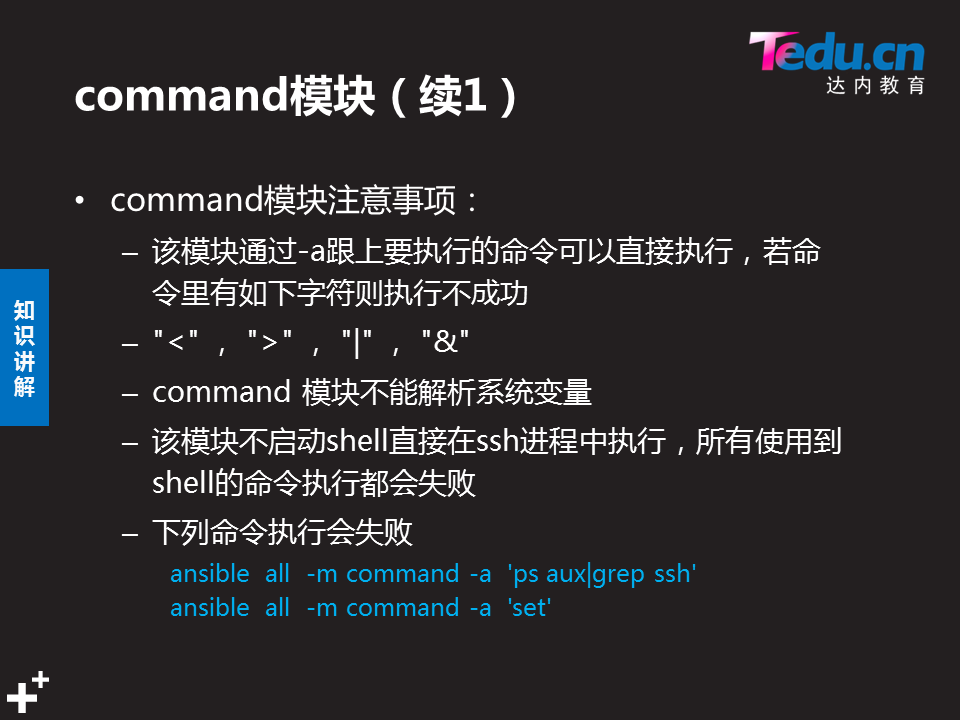 Tedu.cn
达内教育
command模块（续1）
• command模块注意事项：
– 该模块通过-a跟上要执行的命令可以直接执行，若命
令里有如下字符则执行不成功
– "<" ， ">" ， "|" ， "&"
– command 模块不能解析系统变量
– 该模块不启动shell直接在ssh进程中执行，所有使用到
shell的命令执行都会失败
– 下列命令执行会失败
ansible all -m command -a 'ps aux|grep ssh'
ansible all -m command -a 'set'
知
识
讲
解